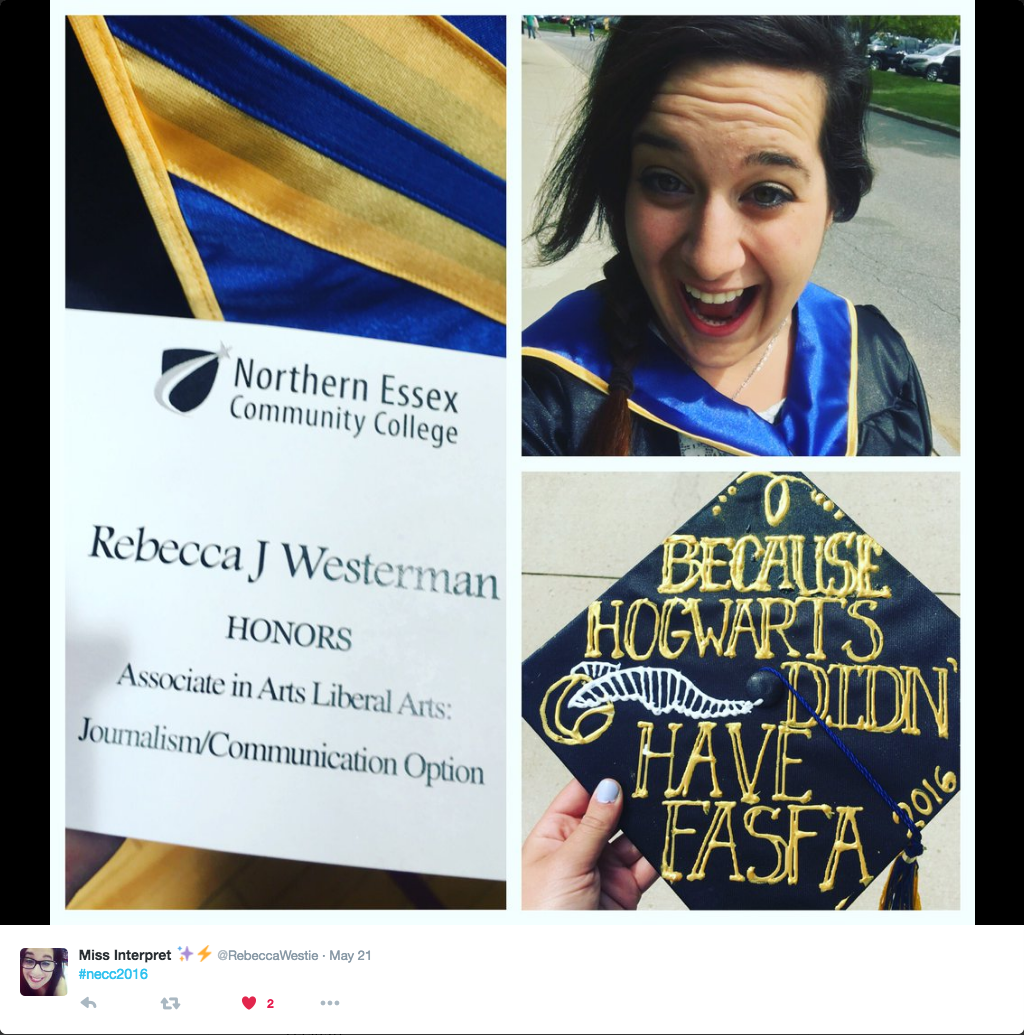 Northern Essex
Community College
Rebecca J Westerman
HONORS
Associate in Arts Liberal Arts:
Journalism/Communication Option
BECAUSE
HOGWARTS
DIDN'
HAVE
FASFA
2016
Miss Interpret ✨⚡ @RebeccaWestie · May 21
#necc2016
2